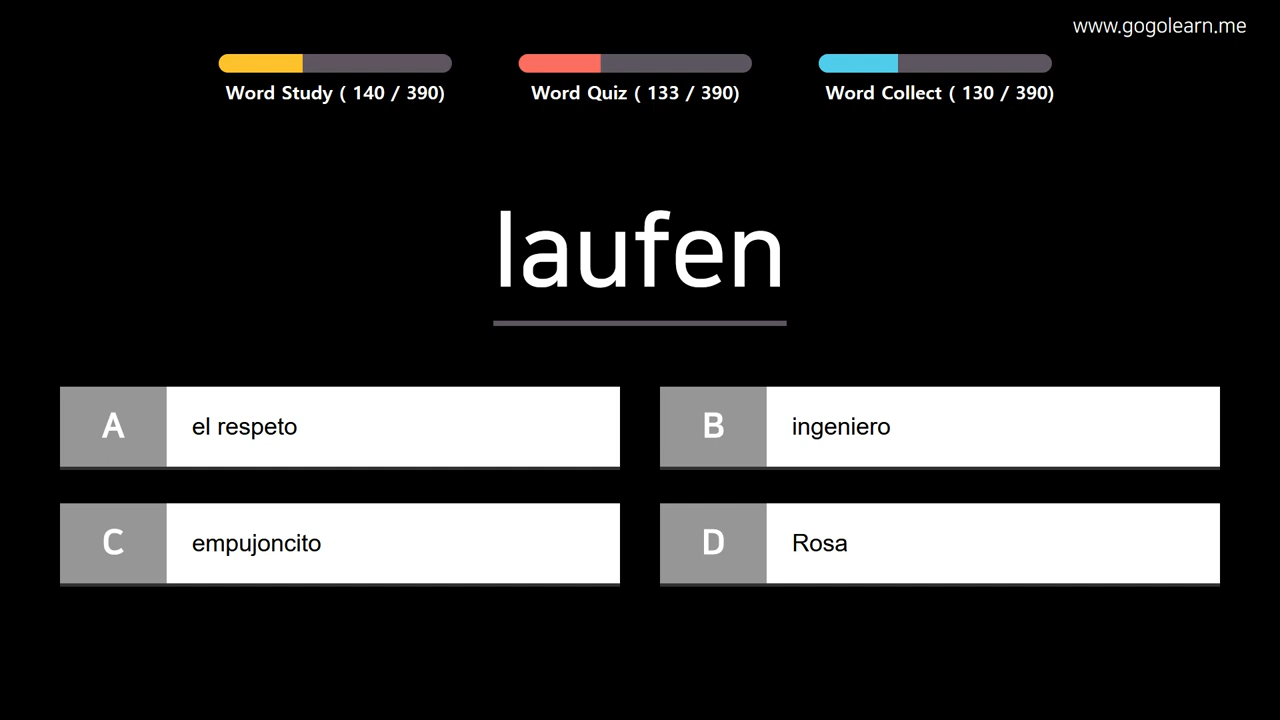 www.gogolearn.me
Word Study ( 140 / 390)
Word Quiz ( 133 / 390)
Word Collect ( 130 / 390)
laufen
A el respeto
B ingeniero
C empujoncito
D Rosa